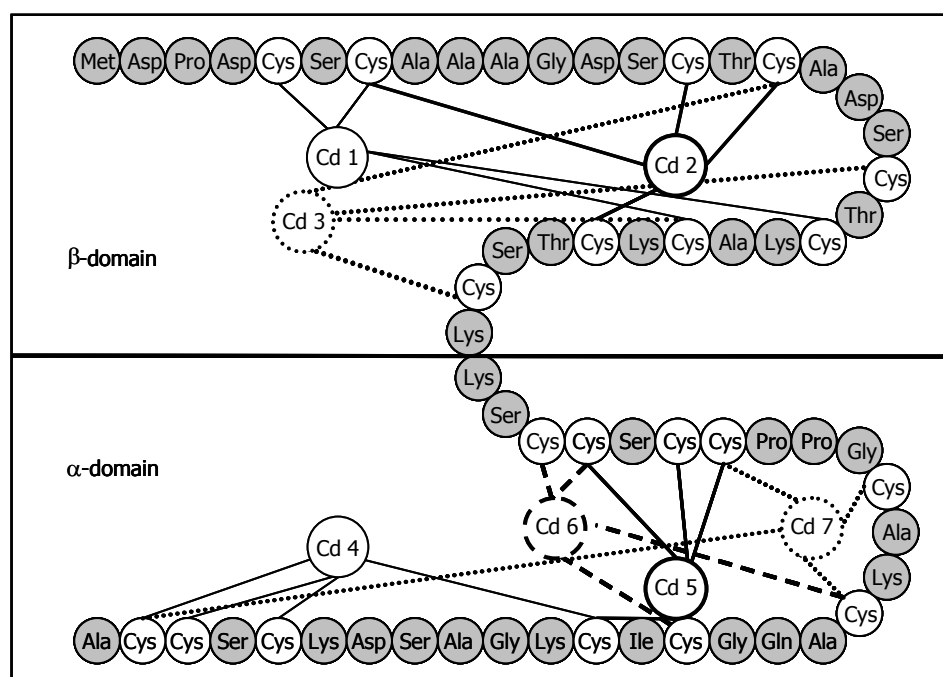 Met Asp Pro Asp Cys Ser Cys Ala Ala Ala Gly Asp Ser Cys Thr Cys Ala
Asp
Ser
Cys
Thr
Cd 1
Cd 2
Cd 3
Ser Thr Cys Lys Cys Ala Lys Cys
β-domain
Cys
Lys
Lys
Ser
α-domain
Cys Cys Ser Cys Cys Pro Pro Gly
Cys
Ala
Lys
Cys
Cd 6
Cd 7
Cd 4
Cd 5
Ala Cys Cys Ser Cys Lys Asp Ser Ala Gly Lys Cys Ile Cys Gly Gln Ala